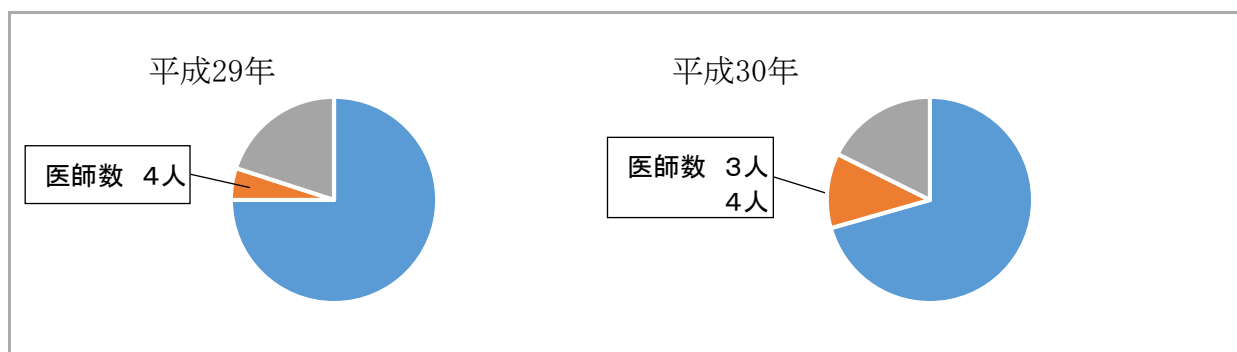 平成29年
医師数 ４人
平成30年
医師数 ３人
４人